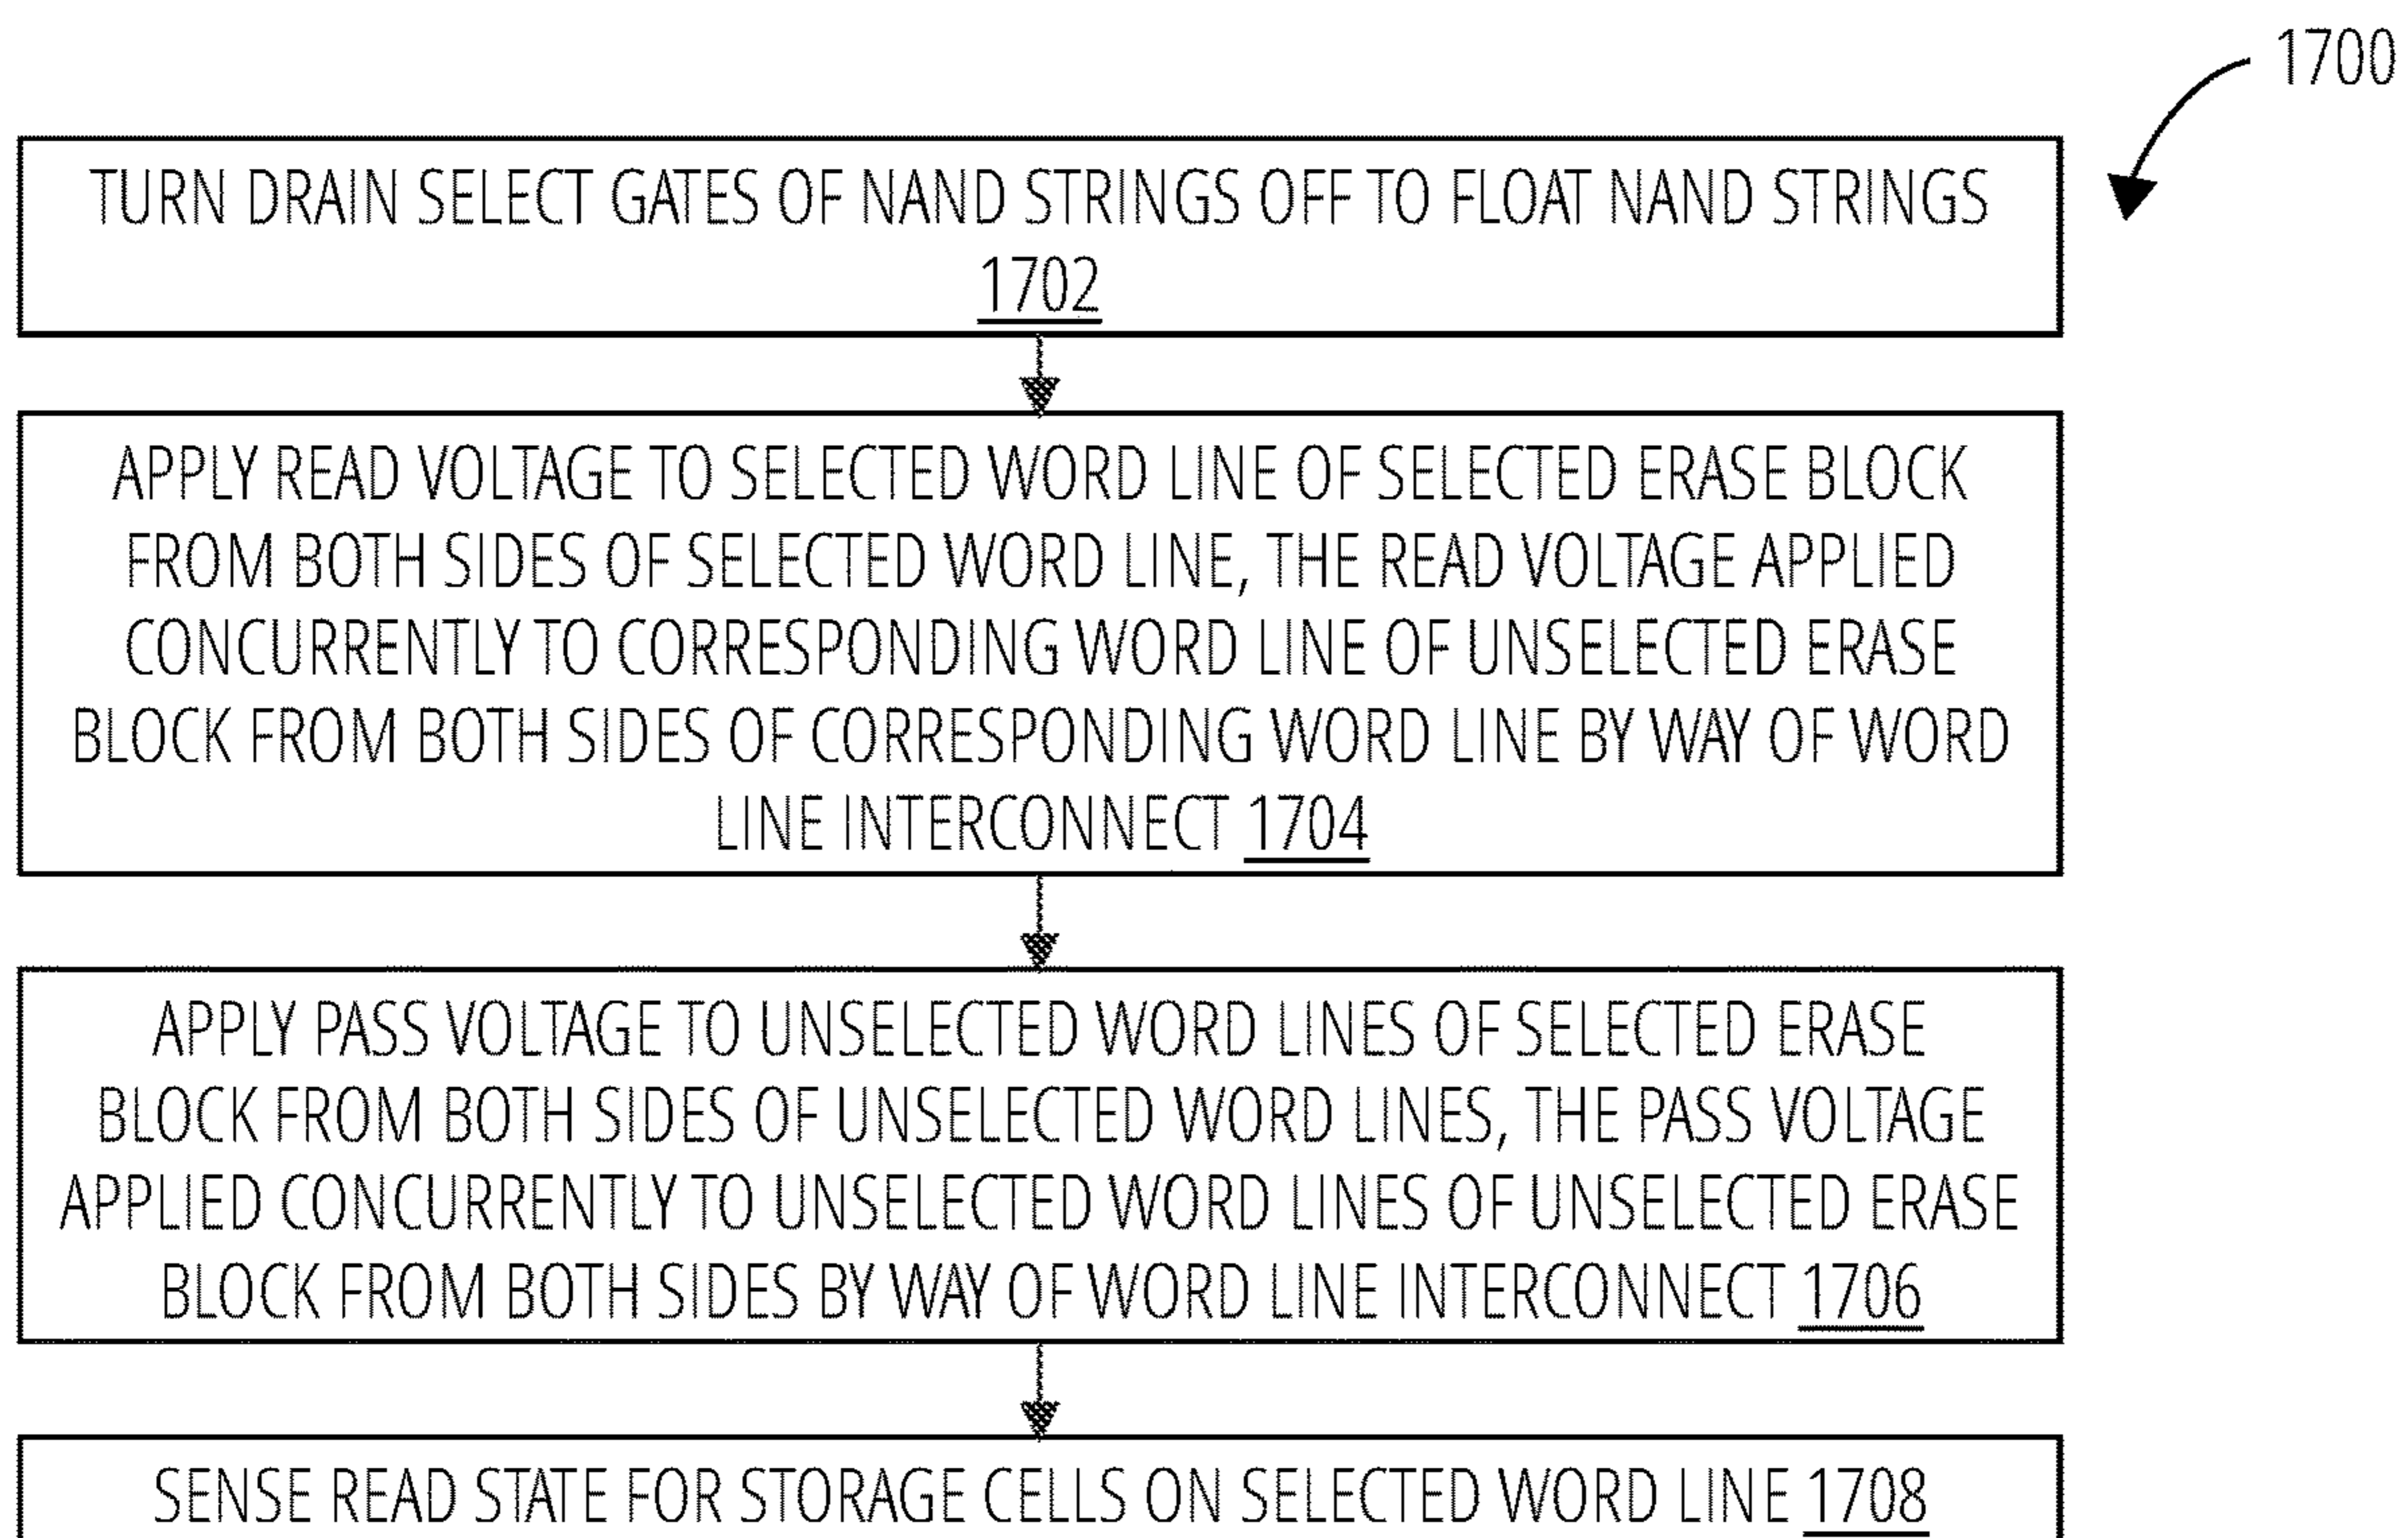 1700
TURN DRAIN SELECT GATES OF NAND STRINGS OFF TO FLOAT NAND STRINGS
1702
APPLY READ VOLTAGE TO SELECTED WORD LINE OF SELECTED ERASE BLOCK
FROM BOTH SIDES OF SELECTED WORD LINE, THE READ VOLTAGE APPLIED
CONCURRENTLY TO CORRESPONDING WORD LINE OF UNSELECTED ERASE
BLOCK FROM BOTH SIDES OF CORRESPONDING WORD LINE BY WAY OF WORD
LINE INTERCONNECT 1704
APPLY PASS VOLTAGE TO UNSELECTED WORD LINES OF SELECTED ERASE
BLOCK FROM BOTH SIDES OF UNSELECTED WORD LINES, THE PASS VOLTAGE
APPLIED CONCURRENTLY TO UNSELECTED WORD LINES OF UNSELECTED ERASE
BLOCK FROM BOTH SIDES BY WAY OF WORD LINE INTERCONNECT 1706
SENSE READ STATE FOR STORAGE CELLS ON SELECTED WORD LINE 1708